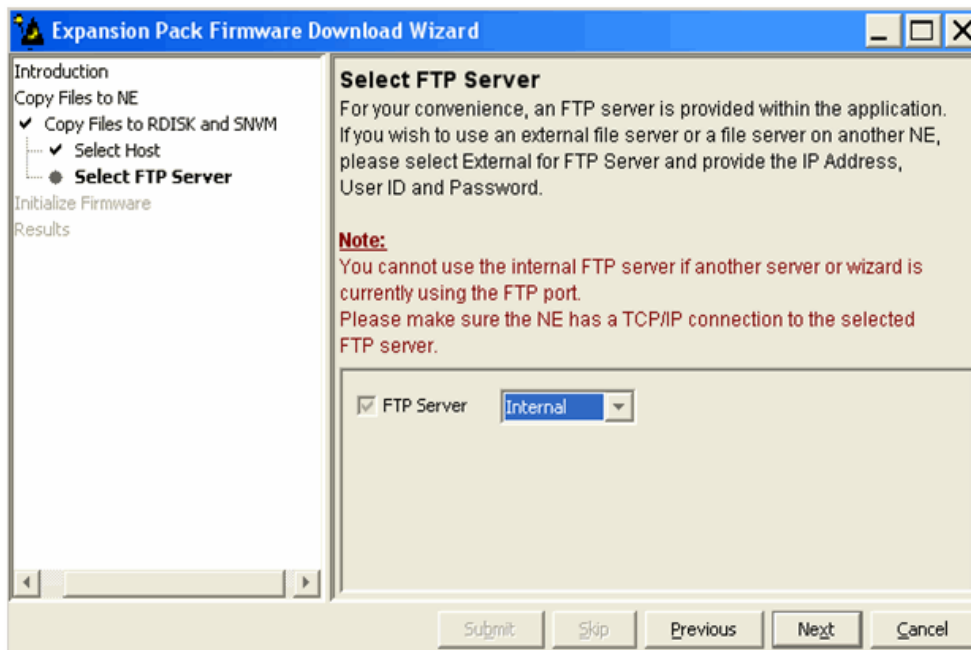 Expansion Pack Firmware Download Wizard
Introduction
Copy Files to NE
Copy Files to RDISK and SNVM
Select Host
Select FTP Server
Initialize Firmware
Results
Select FTP Server
For your convenience, an FTP server is provided within the application.
If you wish to use an external file server or a file server on another NE,
please select External for FTP Server and provide the IP Address,
User ID and Password.
Note:
You cannot use the internal FTP server if another server or wizard is
currently using the FTP port.
Please make sure the NE has a TCP/IP connection to the selected
FTP server.
FTP Server Internal
Submit Skip Previous Next Cancel